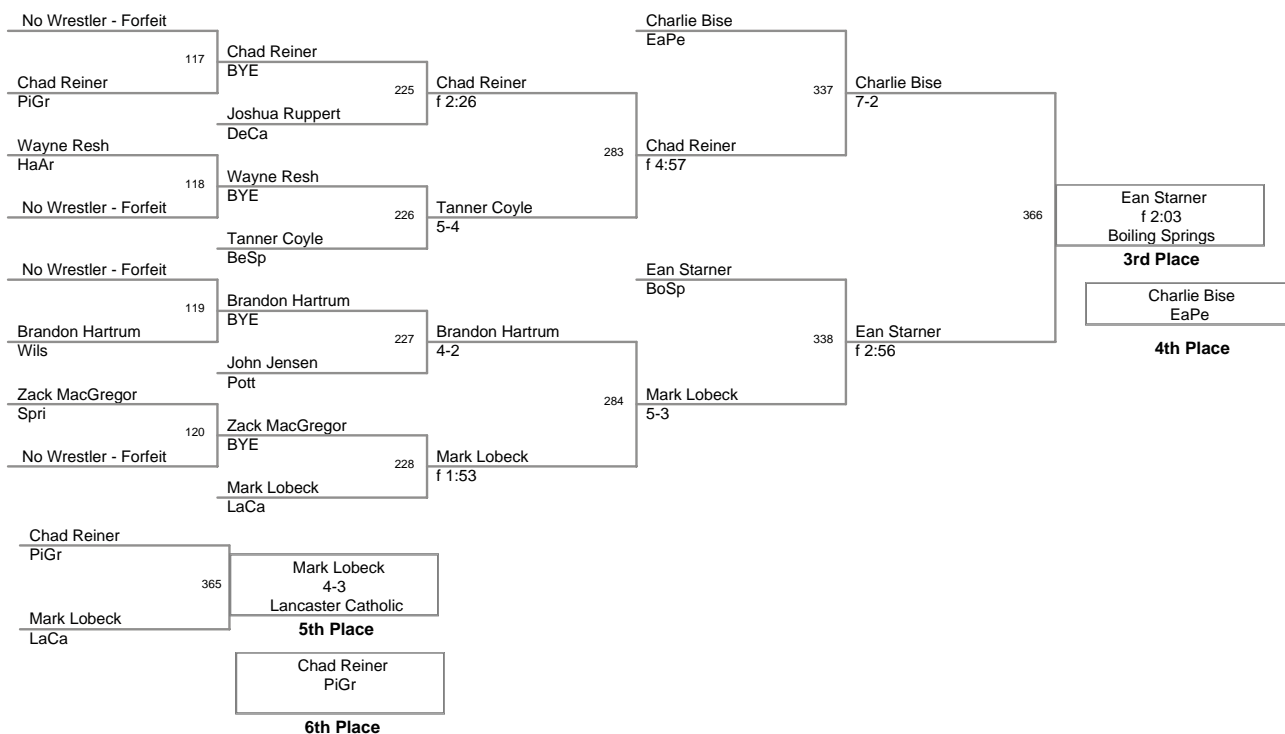 No Wrestler - Forfeit
117
Chad Reiner
PiGr
Wayne Resh
HaAr
118
No Wrestler - Forfeit
No Wrestler - Forfeit
119
Brandon Hartrum
Wils
Zack MacGregor
Spri
120
No Wrestler - Forfeit
Chad Reiner
BYE
225
Joshua Ruppert
DeCa
Wayne Resh
BYE
226
Tanner Coyle
BeSp
Brandon Hartrum
BYE
227
John Jensen
Pott
Zack MacGregor
BYE
228
Mark Lobeck
LaCa
Chad Reiner
f 2:26
283
Tanner Coyle
5-4
Brandon Hartrum
4-2
284
Mark Lobeck
f 1:53
Charlie Bise
EaPe
337
Chad Reiner
f 4:57
Ean Starner
BoSp
338
Mark Lobeck
5-3
Charlie Bise
7-2
366
Ean Starner
f 2:56
Ean Starner
f 2:03
Boiling Springs
3rd Place
Charlie Bise
EaPe
4th Place
Chad Reiner
PiGr
365
Mark Lobeck
LaCa
Mark Lobeck
4-3
Lancaster Catholic
5th Place
Chad Reiner
PiGr
6th Place